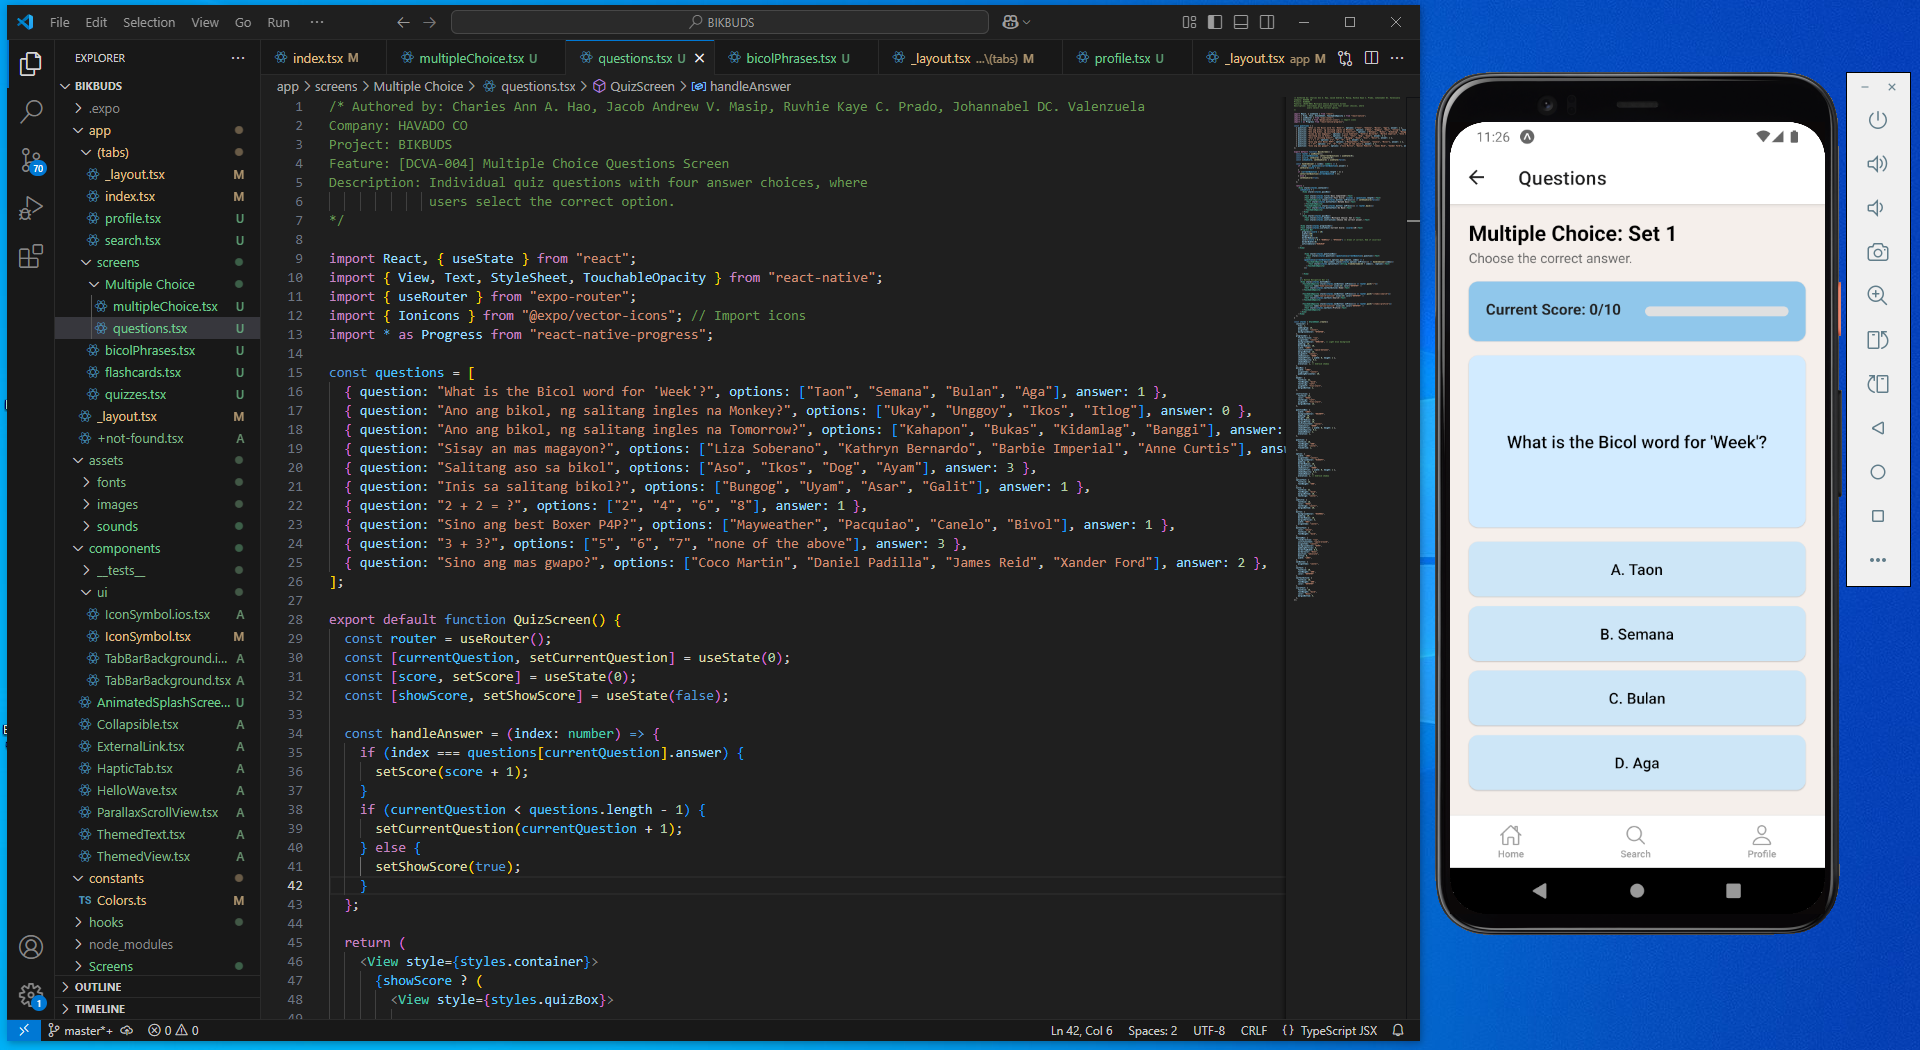 File Edit Selection View Go Run ··· BIKBUDS
EXPLORER
BIKBUDS
.expo
app
(tabs)
_layout.tsx M
index.tsx M
profile.tsx U
search.tsx U
screens
Multiple Choice
multipleChoice.tsx U
questions.tsx U
bicolPhrases.tsx U
flashcards.tsx U
quizzes.tsx U
_layout.tsx M
+not-found.tsx A
assets
fonts
images
sounds
components
__tests__
ui
IconSymbol.ios.tsx A
IconSymbol.tsx M
TabBarBackground.i... A
TabBarBackground.tsx A
AnimatedSplashScree... U
Collapsible.tsx A
ExternalLink.tsx A
HapticTab.tsx A
HelloWave.tsx A
ParallaxScrollView.tsx A
ThemedText.tsx A
ThemedView.tsx A
constants
TS Colors.ts M
hooks
node_modules
Screens
OUTLINE
TIMELINE
70
1
index.tsx M multipleChoice.tsx U questions.tsx U bicolPhrases.tsx U _layout.tsx ...\(tabs) M profile.tsx U _layout.tsx app M
app > screens > Multiple Choice > questions.tsx > QuizScreen > handleAnswer
1 /* Authored by: Charies Ann A. Hao, Jacob Andrew V. Masip, Ruvhie Kaye C. Prado, Johannabel DC. Valenzuela
2 Company: HAVADO CO
3 Project: BIKBUDS
4 Feature: [DCVA-004] Multiple Choice Questions Screen
5 Description: Individual quiz questions with four answer choices, where
6 users select the correct option.
7 */
8
9 import React, { useState } from "react";
10 import { View, Text, StyleSheet, TouchableOpacity } from "react-native";
11 import { useRouter } from "expo-router";
12 import { Ionicons } from "@expo/vector-icons"; // Import icons
13 import * as Progress from "react-native-progress";
14
15 const questions = [
16 { question: "What is the Bicol word for 'Week'?", options: ["Taon", "Semana", "Bulan", "Aga"], answer: 1 },
17 { question: "Ano ang bikol, ng salitang ingles na Monkey?", options: ["Ukay", "Unggoy", "Ikos", "Itlog"], answer: 0 },
18 { question: "Ano ang bikol, ng salitang ingles na Tomorrow?", options: ["Kahapon", "Bukas", "Kidamlag", "Banggi"], answer:
19 { question: "Sisay an mas magayon?", options: ["Liza Soberano", "Kathryn Bernardo", "Barbie Imperial", "Anne Curtis"], ans
20 { question: "Salitang aso sa bikol", options: ["Aso", "Ikos", "Dog", "Ayam"], answer: 3 },
21 { question: "Inis sa salitang bikol?", options: ["Bungog", "Uyam", "Asar", "Galit"], answer: 1 },
22 { question: "2 + 2 = ?", options: ["2", "4", "6", "8"], answer: 1 },
23 { question: "Sino ang best Boxer P4P?", options: ["Mayweather", "Pacquiao", "Canelo", "Bivol"], answer: 1 },
24 { question: "3 + 3?", options: ["5", "6", "7", "none of the above"], answer: 3 },
25 { question: "Sino ang mas gwapo?", options: ["Coco Martin", "Daniel Padilla", "James Reid", "Xander Ford"], answer: 2 },
26 ];
27
28 export default function QuizScreen() {
29 const router = useRouter();
30 const [currentQuestion, setCurrentQuestion] = useState(0);
31 const [score, setScore] = useState(0);
32 const [showScore, setShowScore] = useState(false);
33
34 const handleAnswer = (index: number) => {
35 if (index === questions[currentQuestion].answer) {
36 setScore(score + 1);
37 }
38 if (currentQuestion < questions.length - 1) {
39 setCurrentQuestion(currentQuestion + 1);
40 } else {
41 setShowScore(true);
42 }
43 };
44
45 return (
46 <View style={styles.container}>
47 {showScore ? (
48 <View style={styles.quizBox}>
49
master*+ 0 0 Ln 42, Col 6 Spaces: 2 UTF-8 CRLF {} TypeScript JSX
11:26
Questions
Multiple Choice: Set 1
Choose the correct answer.
Current Score: 0/10
What is the Bicol word for 'Week'?
A. Taon
B. Semana
C. Bulan
D. Aga
Home Search Profile